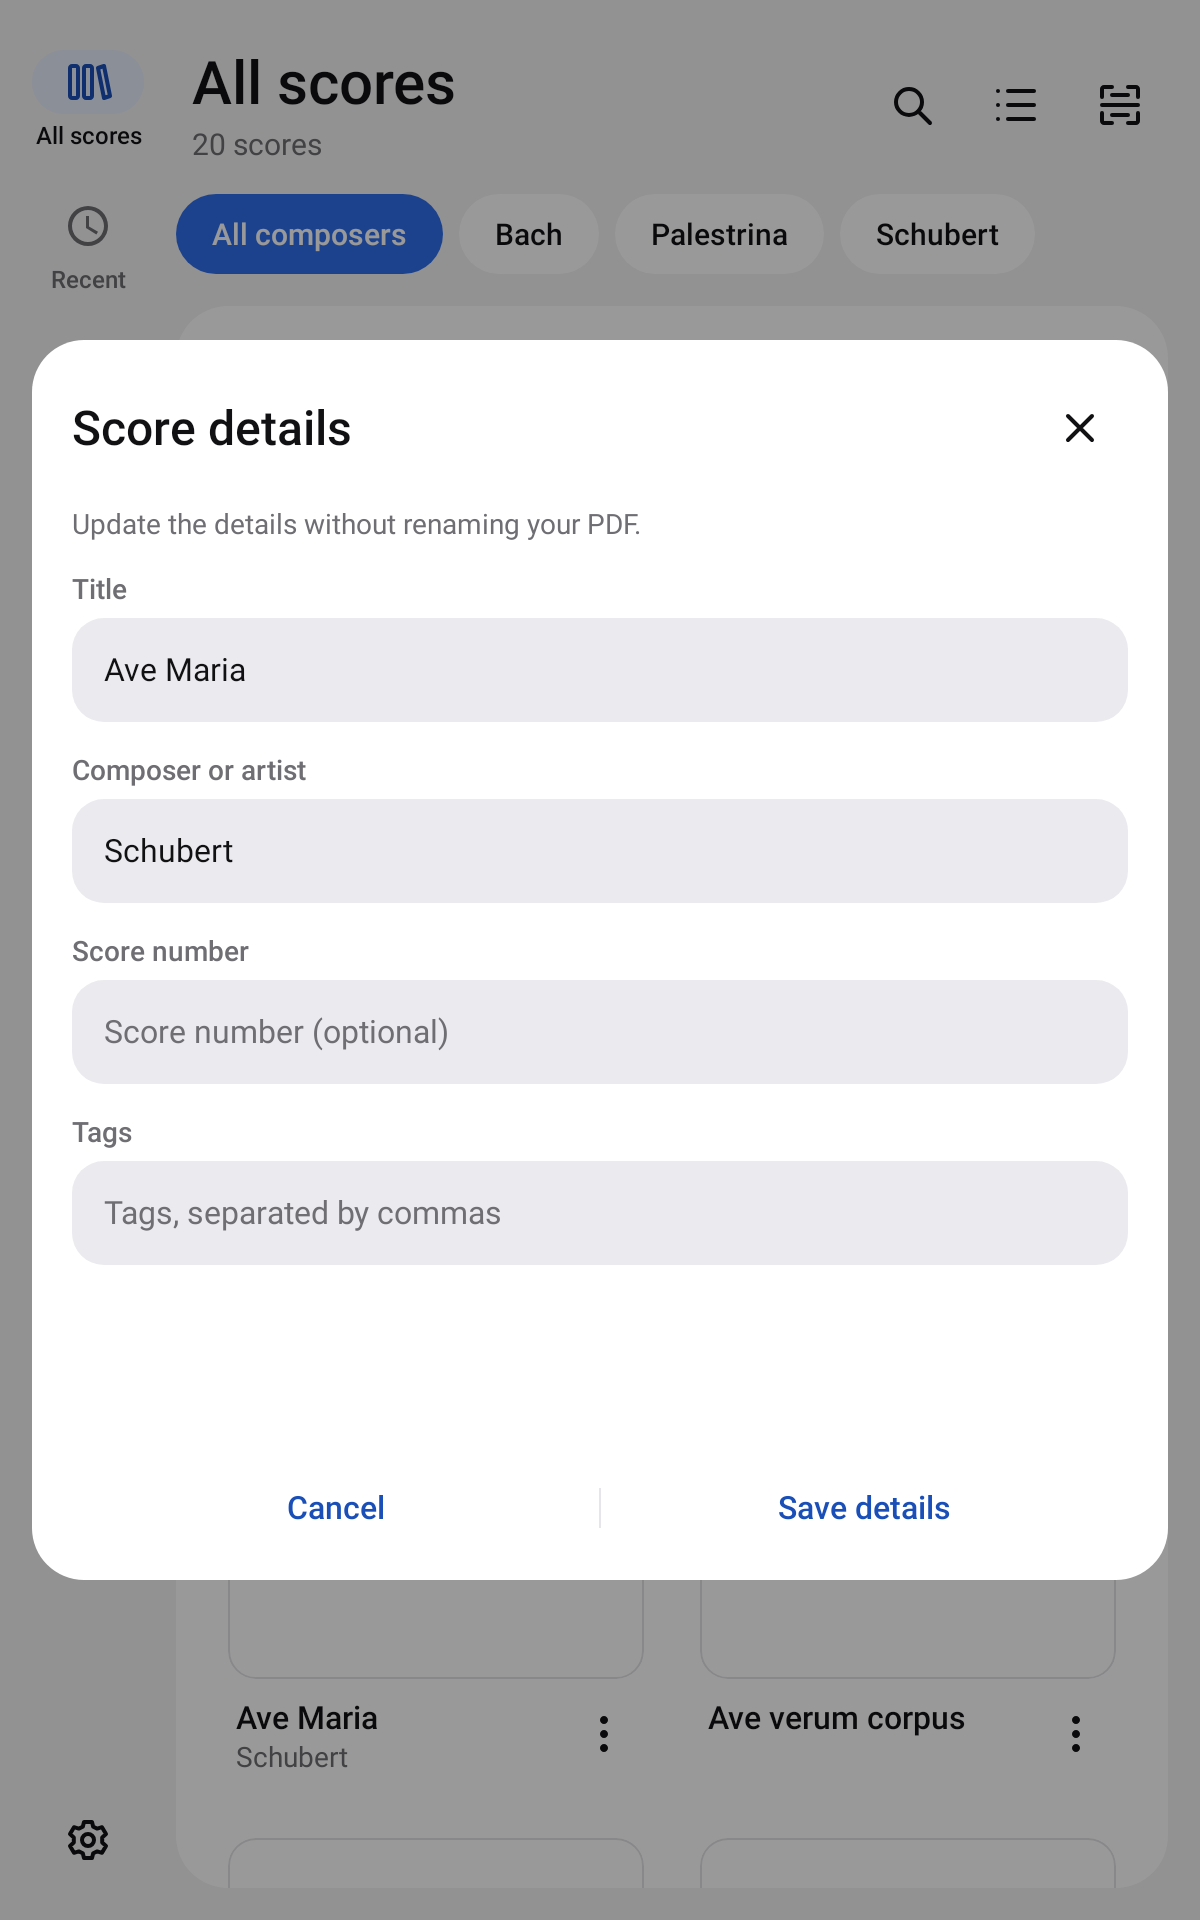 All scores
All scores
20 scores
Recent
All composers
Bach
Palestrina
Schubert
Score details
Update the details without renaming your PDF.
Title
Ave Maria
Composer or artist
Schubert
Score number
Score number (optional)
Tags
Tags, separated by commas
Cancel
Save details
Ave Maria
Schubert
Ave verum corpus